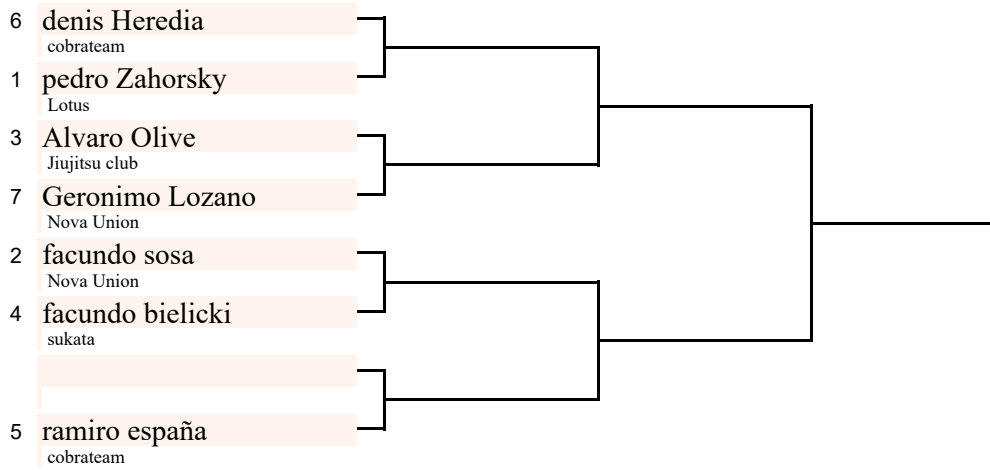 6 denis Heredia
cobrateam
1 pedro Zahorsky
Lotus
3 Alvaro Olive
Jiujitsu club
7 Geronimo Lozano
Nova Union
2 facundo sosa
Nova Union
4 facundo bielicki
sukata
5 ramiro españa
cobrateam